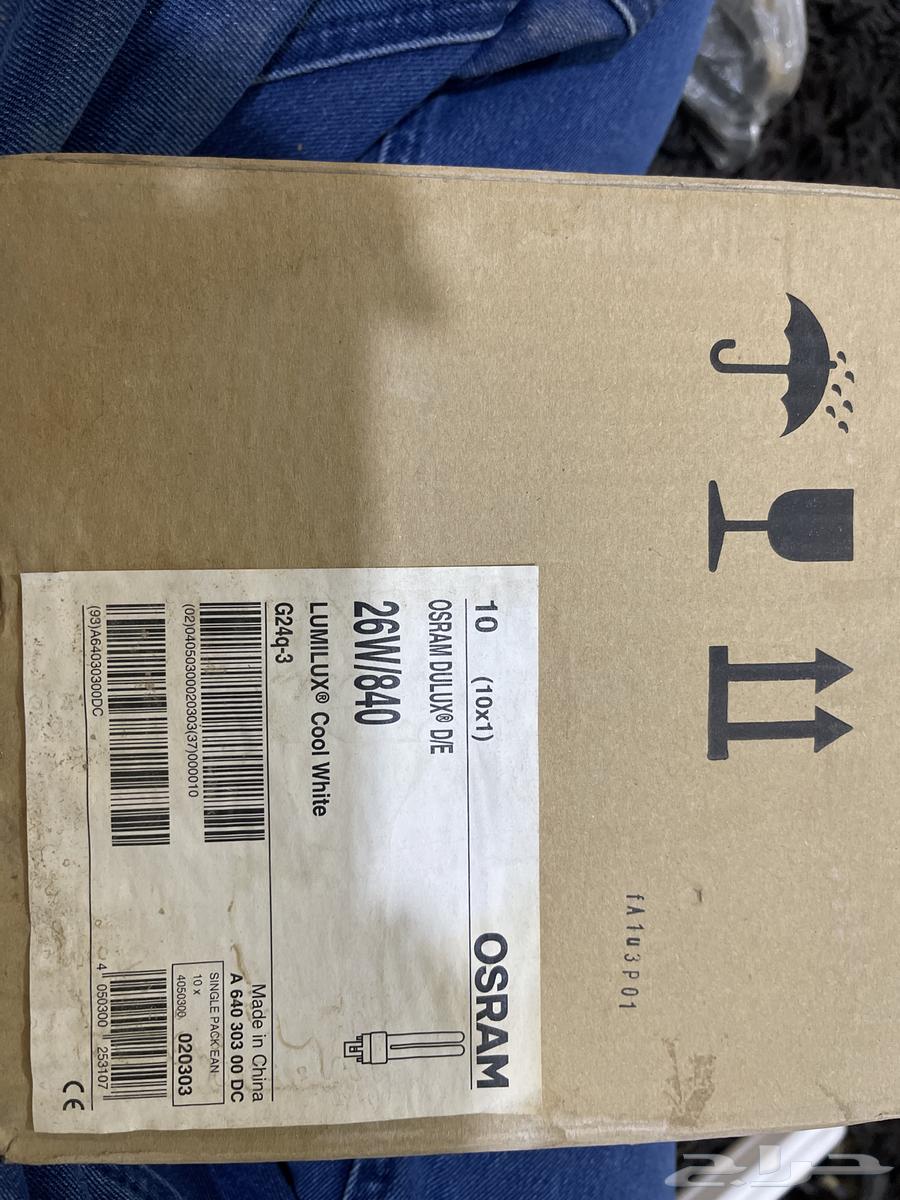 fA1u3P01
10 (10x1) OSRAM
OSRAM DULUX® D/E
26W/840
LUMILUX® Cool White
G24q-3
(02)04050300020303(37)000010
(93)A64030300DC
Made in China
A 640 303 00 DC
SINGLE PACK EAN
10 x
4050300 020303
4 050300 253107
CE
حراج